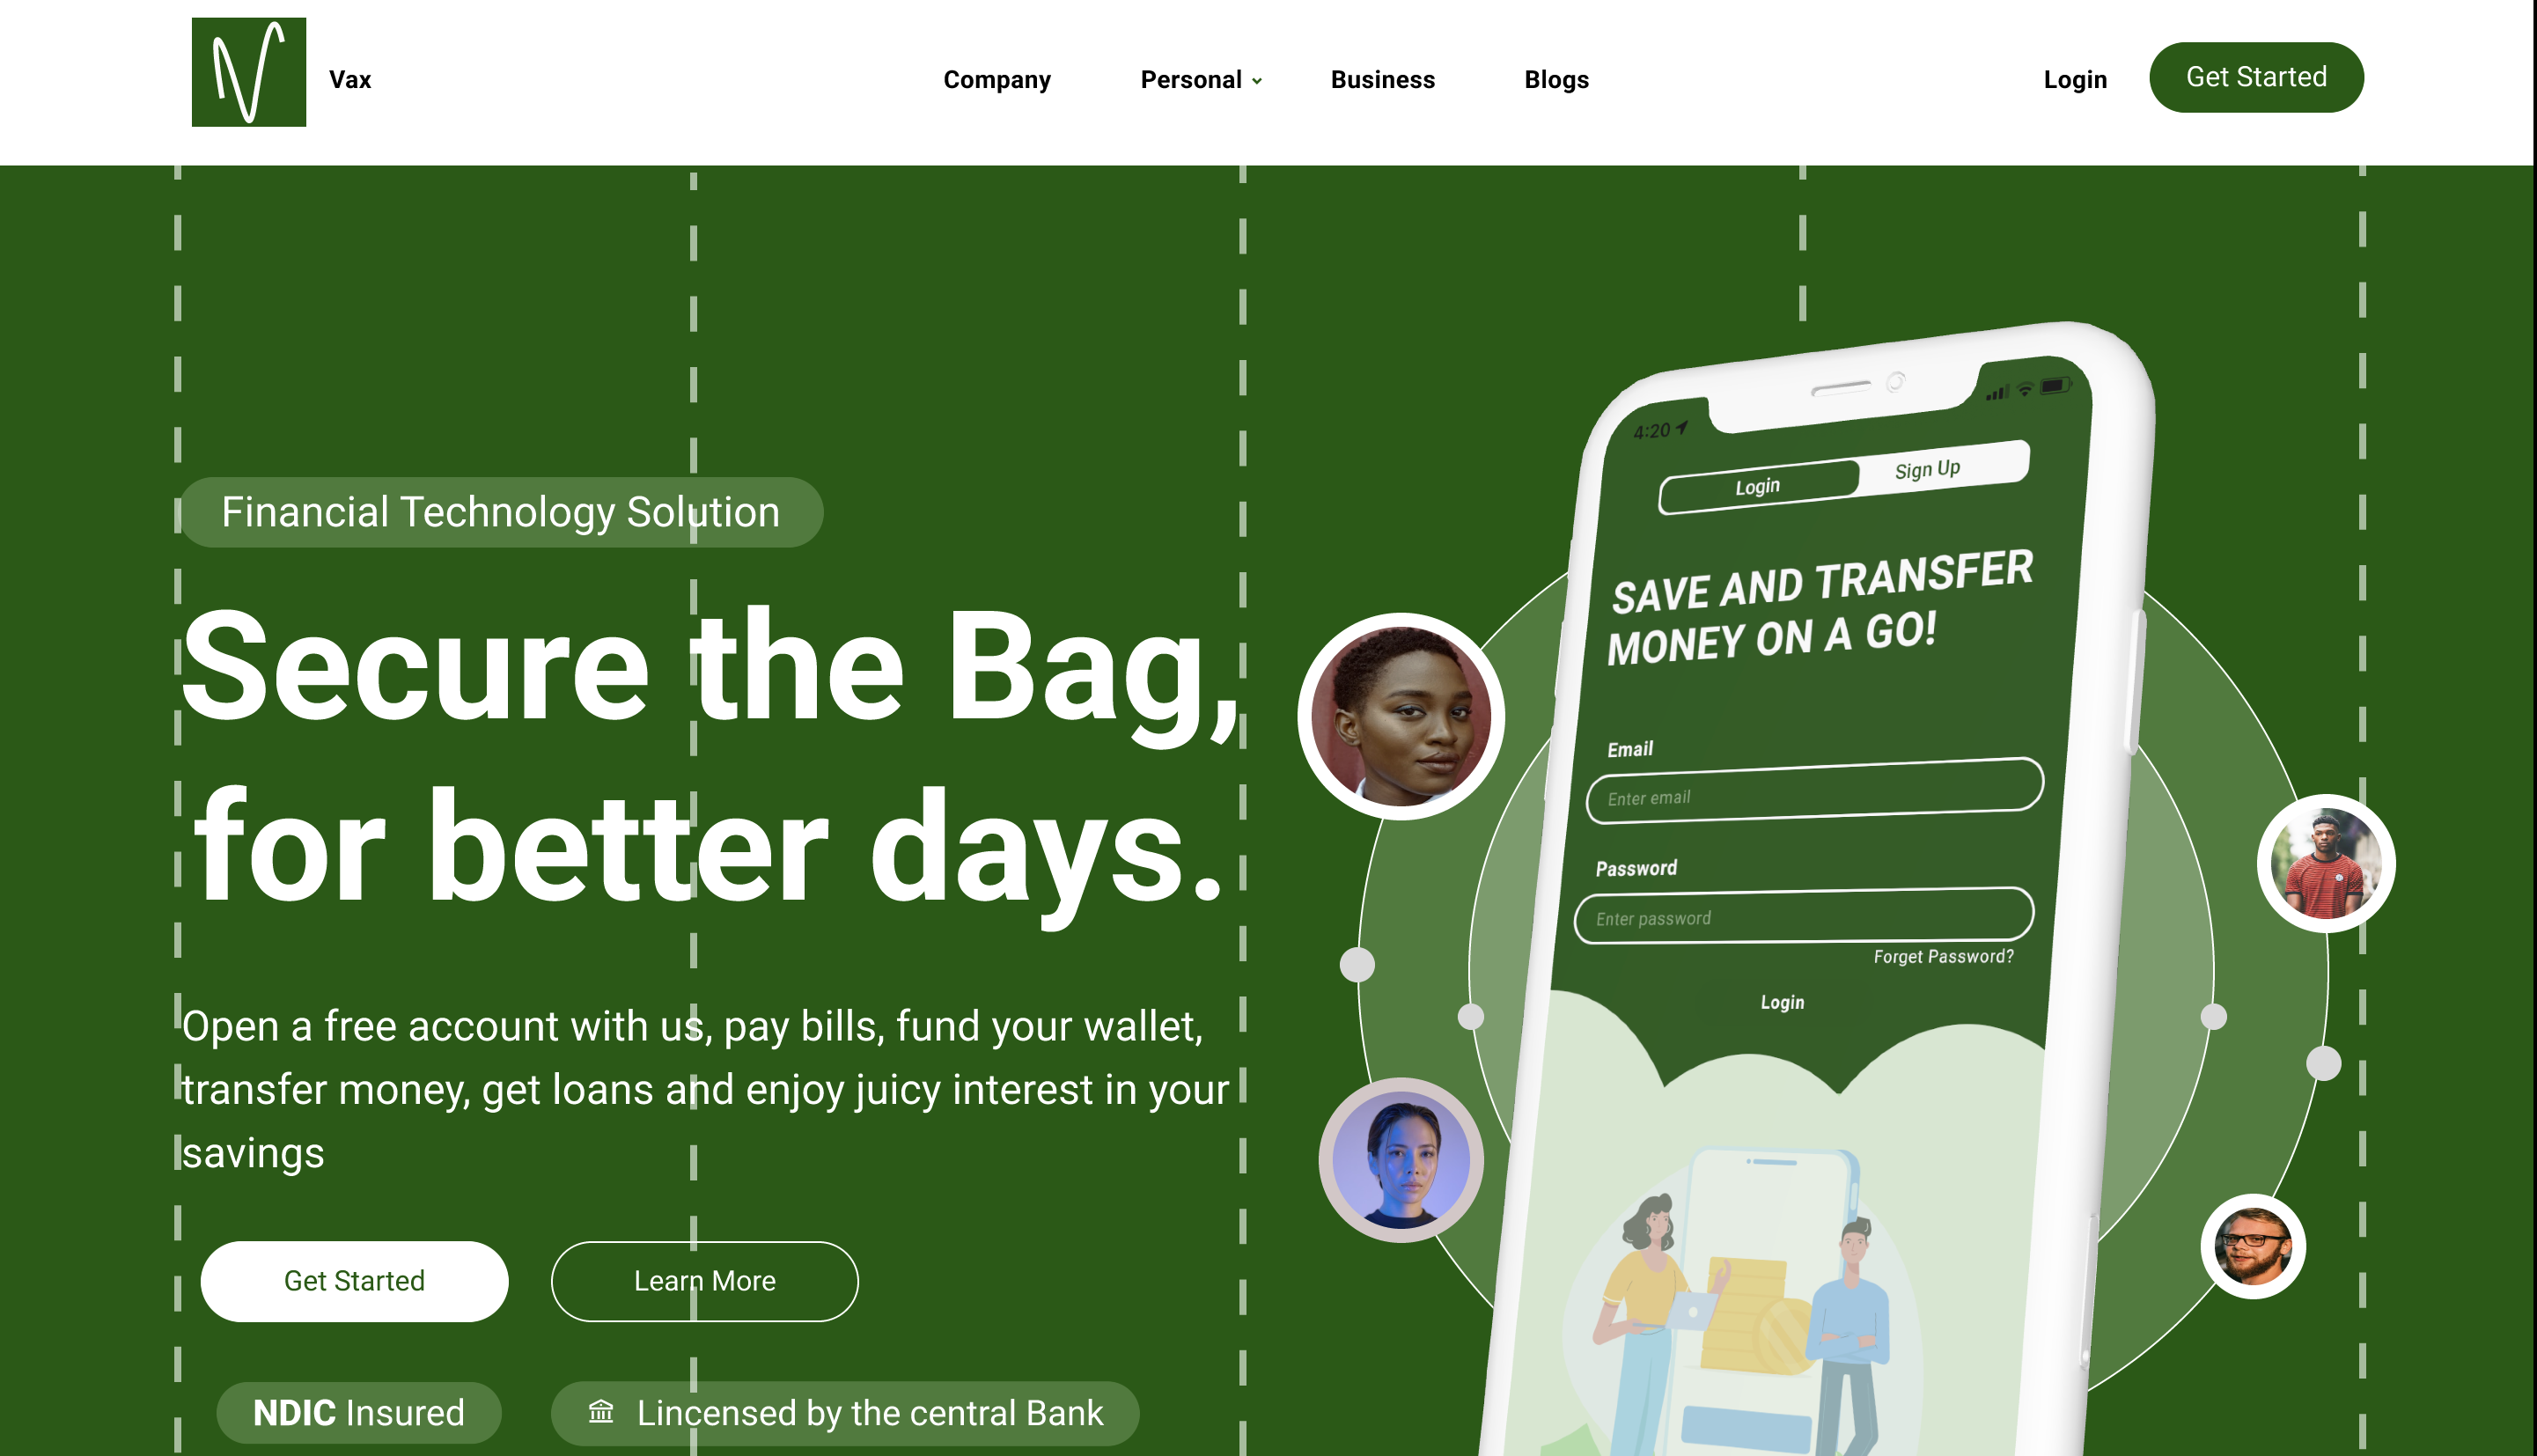 Vax
Company
Personal
Business
Blogs
Login
Get Started
Financial Technology Solution
Secure the Bag,
for better days.
Open a free account with us, pay bills, fund your wallet,
transfer money, get loans and enjoy juicy interest in your
savings
Get Started
Learn More
NDIC Insured
Lincensed by the central Bank
4:20
Login
Sign Up
SAVE AND TRANSFER
MONEY ON A GO!
Email
Enter email
Password
Enter password
Forget Password?
Login